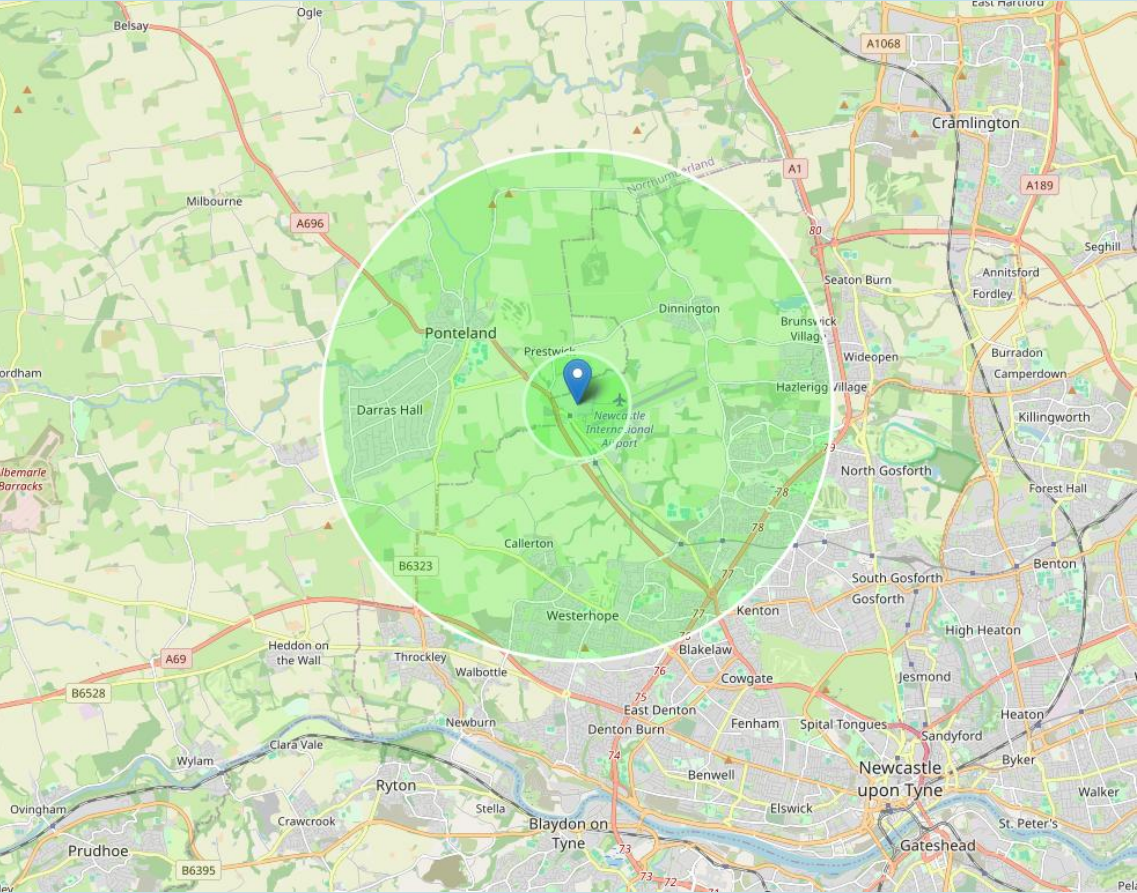 East Hartford
Ogle
Belsay
A1068
Cramlington
Northumberland
A1
A189
Milbourne
A696
80
Seghill
Seaton Burn
Annitsford
Fordley
Dinnington
Ponteland
Brunswick
Village
Prestwick
Wideopen
Burradon
Camperdown
ordham
Hazlerigg Village
Darras Hall
Newcastle
International
Airport
Killingworth
79
lbemarle
Barracks
North Gosforth
Forest Hall
78
78
Callerton
B6323
77
Benton
South Gosforth
Gosforth
Westerhope
77
Kenton
75
High Heaton
Heddon on
the Wall
Throckley
Blakelaw
A69
Walbottle
76
Cowgate
Jesmond
B6528
75
East Denton
Newburn
Denton Burn
Fenham
Spital Tongues
Heaton
Sandyford
Clara Vale
74
Wylam
Byker
Newcastle
upon Tyne
Benwell
Ryton
Walker
Ovingham
Stella
Elswick
Crawcrook
Blaydon on
Tyne
St. Peter's
Prudhoe
73
Gateshead
B6395
73
72
71
ley
Pel